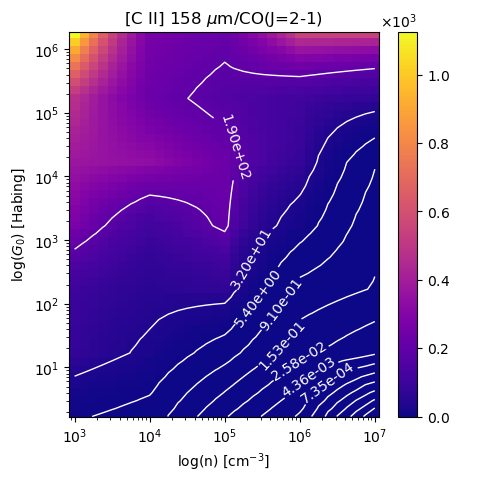 [C II] 158 μm/CO(J=2-1)
×10³
log(G₀) [Habing]
10⁶
10⁵
10⁴
10³
10²
10¹
1.90e+02
3.20e+01
5.40e+00
9.10e-01
1.53e-01
2.58e-02
4.36e-03
7.35e-04
10³ 10⁴ 10⁵ 10⁶ 10⁷
log(n) [cm⁻³]
1.0
0.8
0.6
0.4
0.2
0.0